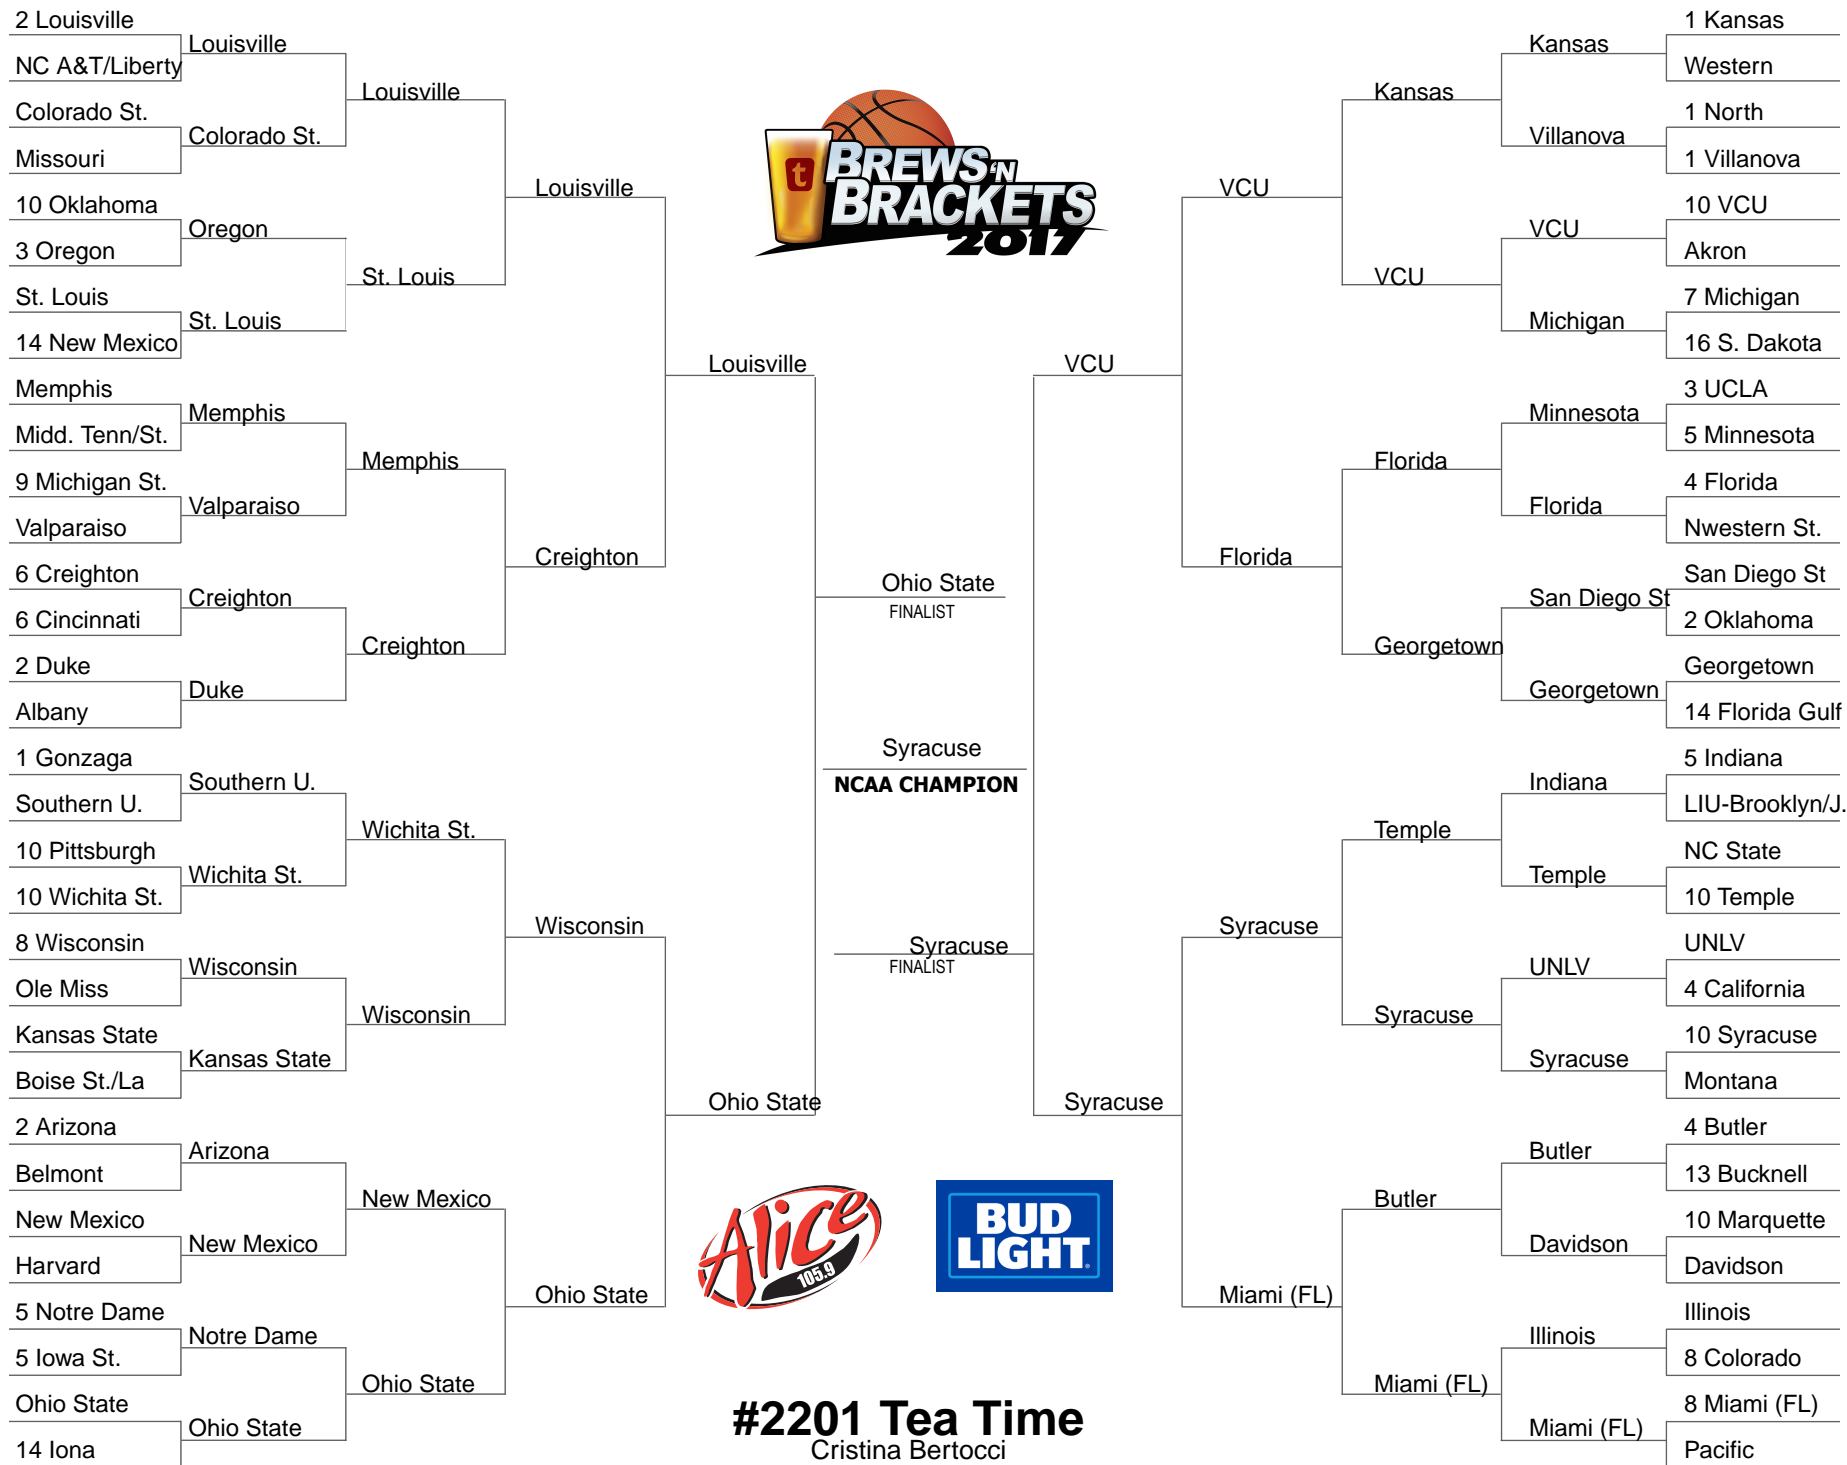 2 Louisville
NC A&T/Liberty
Colorado St.
Missouri
10 Oklahoma
3 Oregon
St. Louis
14 New Mexico
Memphis
Midd. Tenn/St.
9 Michigan St.
Valparaiso
6 Creighton
6 Cincinnati
2 Duke
Albany
1 Gonzaga
Southern U.
10 Pittsburgh
10 Wichita St.
8 Wisconsin
Ole Miss
Kansas State
Boise St./La
2 Arizona
Belmont
New Mexico
Harvard
5 Notre Dame
5 Iowa St.
Ohio State
14 Iona
Louisville
Colorado St.
Oregon
St. Louis
Memphis
Valparaiso
Creighton
Duke
Southern U.
Wichita St.
Wisconsin
Kansas State
Arizona
New Mexico
Notre Dame
Ohio State
Louisville
St. Louis
Memphis
Creighton
Wichita St.
Wisconsin
New Mexico
Ohio State
Louisville
Creighton
Wisconsin
Ohio State
Louisville
Ohio State
t
BREWS 'N
BRACKETS
2017
Ohio State
FINALIST
Syracuse
NCAA CHAMPION
Syracuse
FINALIST
Alice
105.9
BUD
LIGHT
#2201 Tea Time
Cristina Bertocci
VCU
Syracuse
VCU
Florida
Syracuse
Miami (FL)
Kansas
VCU
Florida
Georgetown
Temple
Syracuse
Butler
Miami (FL)
Kansas
Villanova
VCU
Michigan
Minnesota
Florida
San Diego St
Georgetown
Indiana
Temple
UNLV
Syracuse
Butler
Davidson
Illinois
Miami (FL)
1 Kansas
Western
1 North
1 Villanova
10 VCU
Akron
7 Michigan
16 S. Dakota
3 UCLA
5 Minnesota
4 Florida
Nwestern St.
San Diego St
2 Oklahoma
Georgetown
14 Florida Gulf
5 Indiana
LIU-Brooklyn/J.
NC State
10 Temple
UNLV
4 California
10 Syracuse
Montana
4 Butler
13 Bucknell
10 Marquette
Davidson
Illinois
8 Colorado
8 Miami (FL)
Pacific